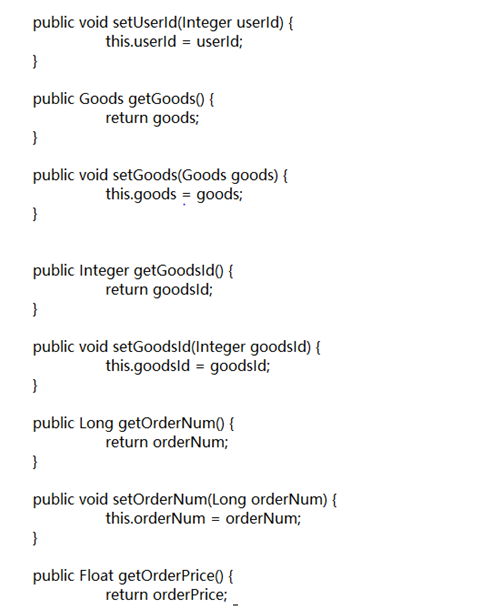 public void setUserId(Integer userId) {
this.userId = userId;
}
public Goods getGoods() {
return goods;
}
public void setGoods(Goods goods) {
this.goods = goods;
}
public Integer getGoodsId() {
return goodsId;
}
public void setGoodsId(Integer goodsId) {
this.goodsId = goodsId;
}
public Long getOrderNum() {
return orderNum;
}
public void setOrderNum(Long orderNum) {
this.orderNum = orderNum;
}
public Float getOrderPrice() {
return orderPrice;